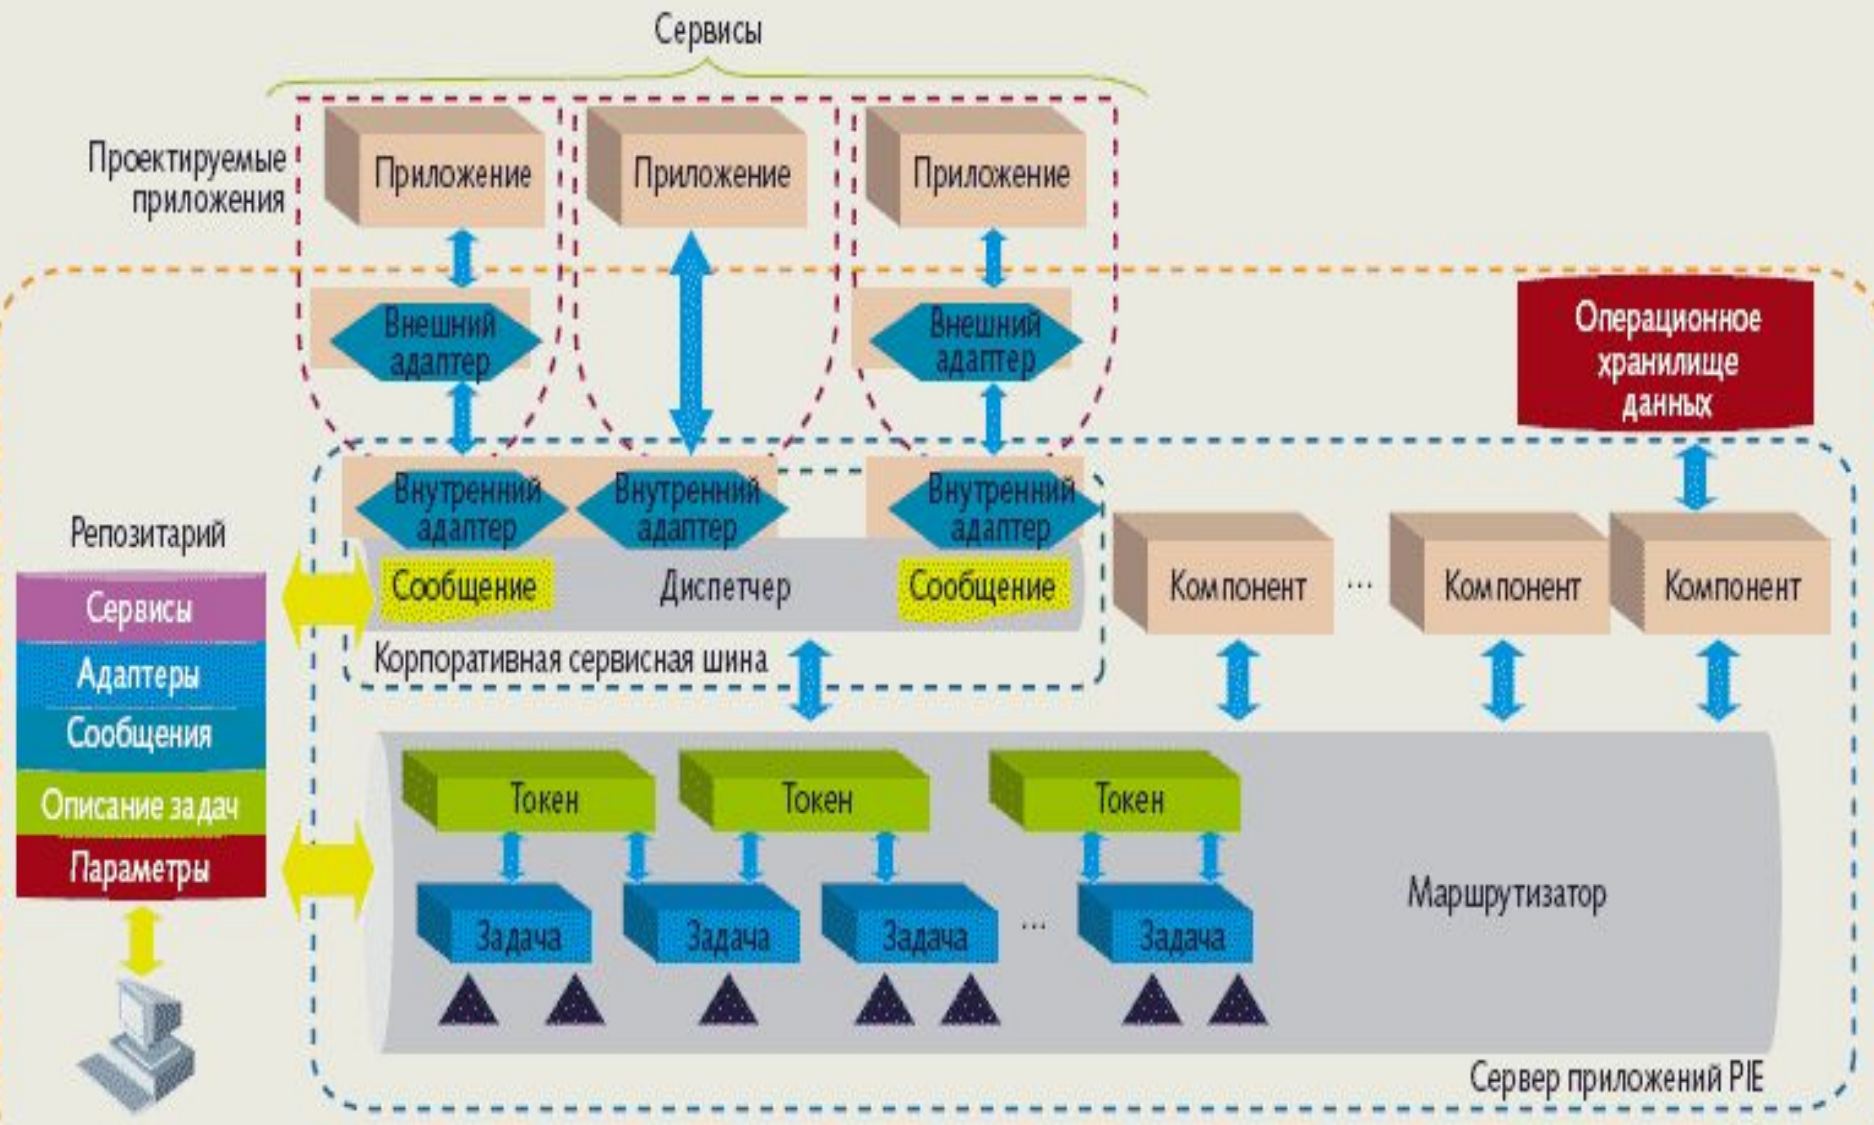 Сервисы
Проектируемые
приложения
Приложение
Приложение
Приложение
Внешний
адаптер
Внешний
адаптер
Операционное
хранилище
данных
Внутренний
адаптер
Внутренний
адаптер
Внутренний
адаптер
Репозитарий
Сервисы
Адаптеры
Сообщения
Описание задач
Параметры
Сообщение
Диспетчер
Сообщение
Корпоративная сервисная шина
Компонент
...
Компонент
Компонент
Токен
Токен
Токен
Задача
Задача
Задача
...
Задача
Маршрутизатор
Сервер приложений PIE